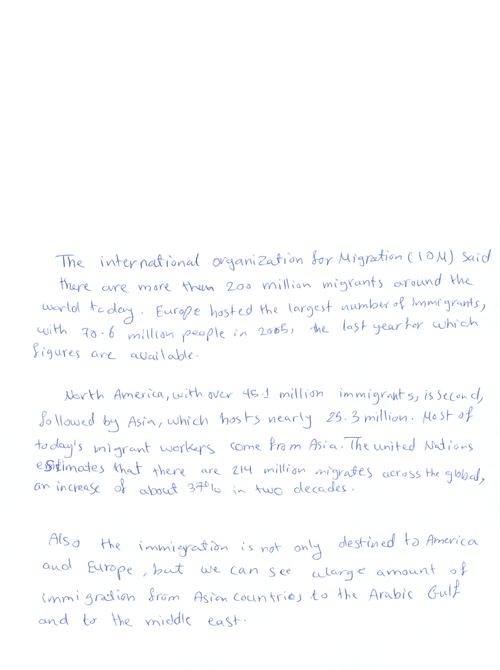 The international organization for Migration (IOM) said
there are more than 200 million migrants around the
world today. Europe hosted the largest number of Immigrants,
with 70.6 million people in 2005, the last year for which
figures are available.
North America, with over 45.1 million immigrants, is second,
followed by Asia, which hosts nearly 25.3 million. Most of
today's migrant workers come from Asia. The united Nations
estimates that there are 214 million migrates across the global,
an increase of about 37% in two decades.
Also the immigration is not only destined to America
and Europe, but we can see a large amount of
immigration from Asian countries to the Arabic Gulf
and to the middle east.